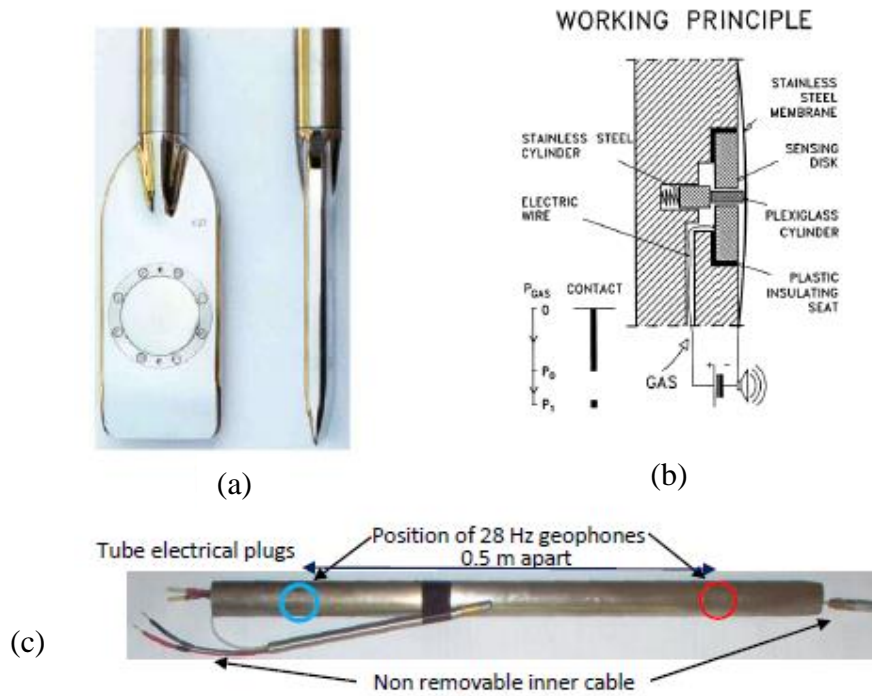 WORKING PRINCIPLE
STAINLESS
STEEL
MEMBRANE
STAINLESS STEEL
CYLINDER
SENSING
DISK
ELECTRIC
WIRE
PLEXIGLASS
CYLINDER
PLASTIC
INSULATING
SEAT
PGAS CONTACT
0
P0
P1
GAS
+ -
(a)
(b)
Position of 28 Hz geophones
Tube electrical plugs
0.5 m apart
(c)
Non removable inner cable